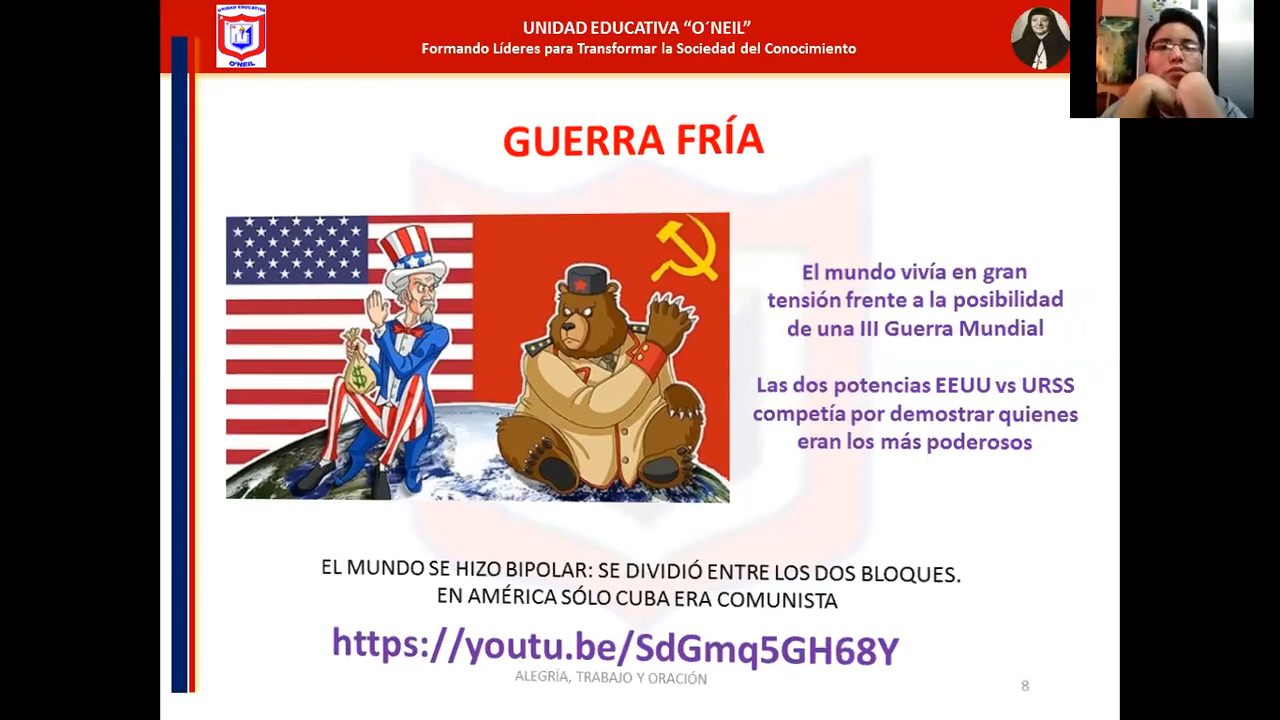 UNIDAD EDUCATIVA
O´NEIL
UNIDAD EDUCATIVA “O´NEIL”
Formando Líderes para Transformar la Sociedad del Conocimiento
GUERRA FRÍA
$
El mundo vivía en gran
tensión frente a la posibilidad
de una III Guerra Mundial
Las dos potencias EEUU vs URSS
competía por demostrar quienes
eran los más poderosos
EL MUNDO SE HIZO BIPOLAR: SE DIVIDIÓ ENTRE LOS DOS BLOQUES.
EN AMÉRICA SÓLO CUBA ERA COMUNISTA
https://youtu.be/SdGmq5GH68Y
ALEGRÍA, TRABAJO Y ORACIÓN
8